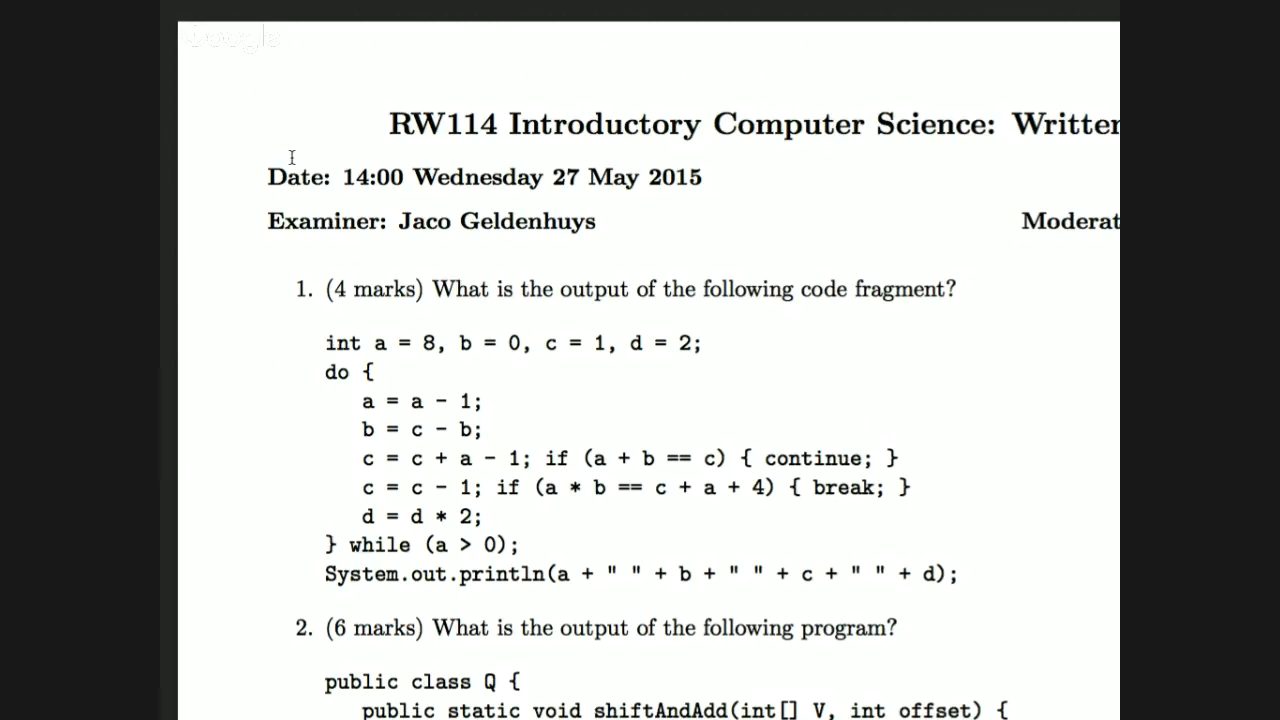 Google
RW114 Introductory Computer Science: Written
Date: 14:00 Wednesday 27 May 2015
Examiner: Jaco Geldenhuys Moderat
1. (4 marks) What is the output of the following code fragment?
int a = 8, b = 0, c = 1, d = 2;
do {
a = a - 1;
b = c - b;
c = c + a - 1; if (a + b == c) { continue; }
c = c - 1; if (a * b == c + a + 4) { break; }
d = d * 2;
} while (a > 0);
System.out.println(a + " " + b + " " + c + " " + d);
2. (6 marks) What is the output of the following program?
public class Q {
public static void shiftAndAdd(int[] V, int offset) {